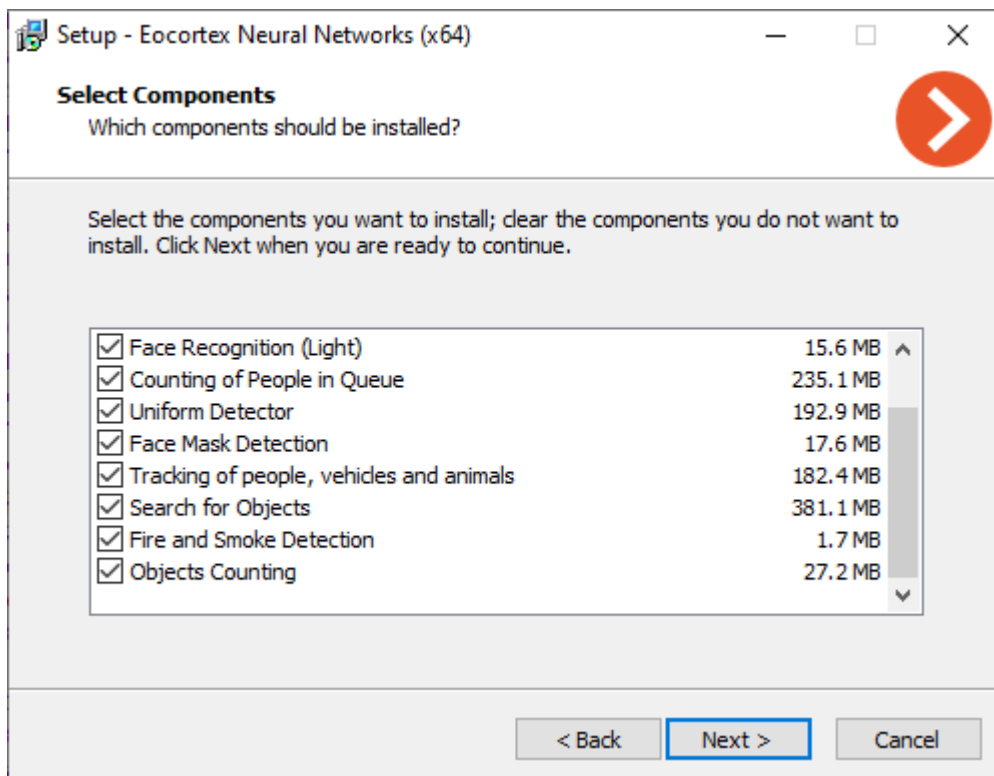 Setup - Eocortex Neural Networks (x64)
Select Components
Which components should be installed?
Select the components you want to install; clear the components you do not want to
install. Click Next when you are ready to continue.
Face Recognition (Light) 15.6 MB
Counting of People in Queue 235.1 MB
Uniform Detector 192.9 MB
Face Mask Detection 17.6 MB
Tracking of people, vehicles and animals 182.4 MB
Search for Objects 381.1 MB
Fire and Smoke Detection 1.7 MB
Objects Counting 27.2 MB
< Back Next > Cancel